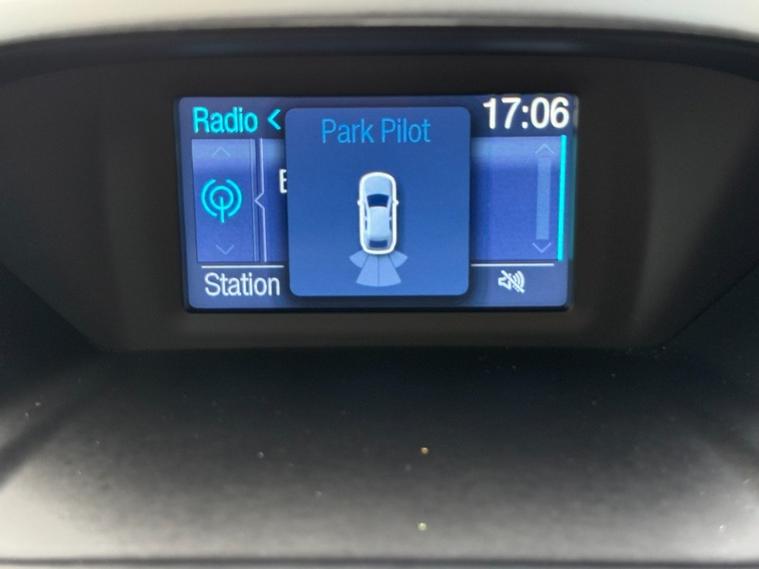 Radio <
17:06
Park Pilot
Station